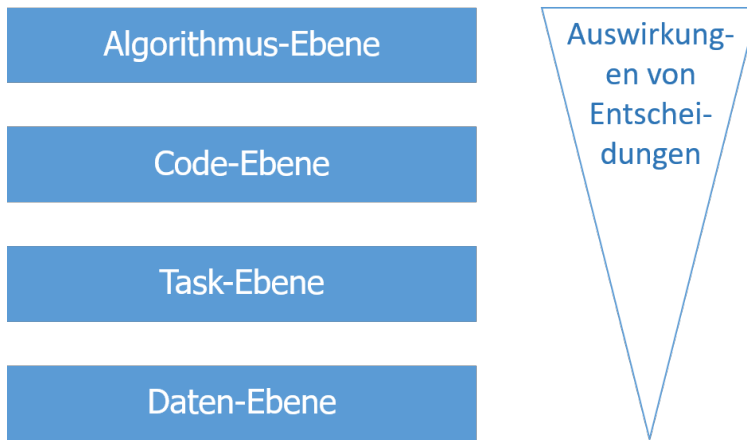 Algorithmus-Ebene
Code-Ebene
Task-Ebene
Daten-Ebene
Auswirkung-
en von
Entschei-
dungen